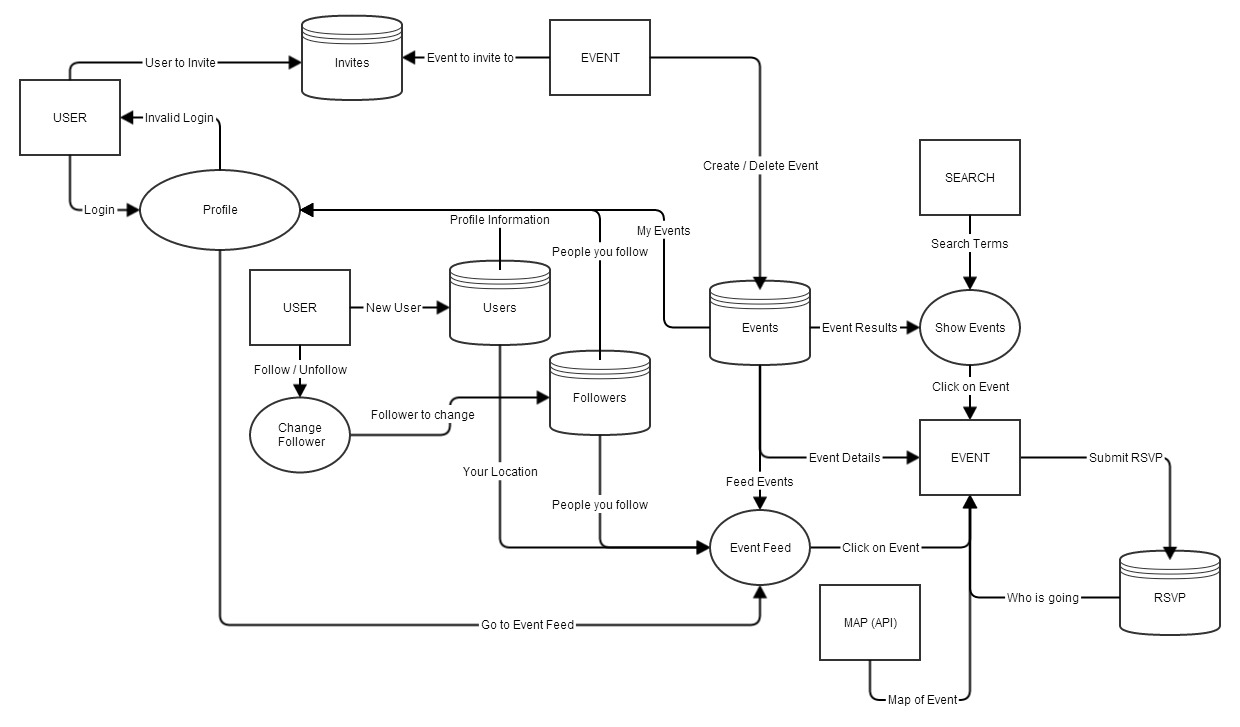 User to Invite
Invites
Event to invite to
EVENT
USER
Invalid Login
Create / Delete Event
SEARCH
Login
Profile
Profile Information
My Events
People you follow
Search Terms
USER
New User
Users
Events
Event Results
Show Events
Follow / Unfollow
Click on Event
Followers
Follower to change
Change
Follower
Your Location
Event Details
EVENT
Submit RSVP
Feed Events
People you follow
Event Feed
Click on Event
Who is going
RSVP
Go to Event Feed
MAP (API)
Map of Event